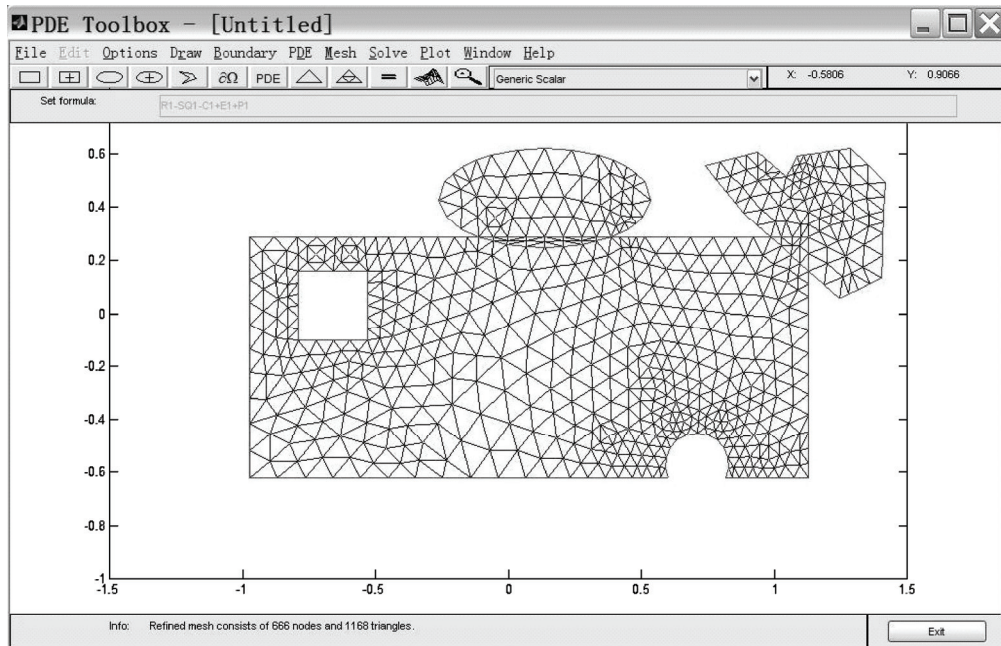 PDE Toolbox - [Untitled]
File Edit Options Draw Boundary PDE Mesh Solve Plot Window Help
∂Ω PDE = Generic Scalar X: -0.5806 Y: 0.9066
Set formula: R1-SQ1-C1+E1+P1
0.6
0.4
0.2
0
-0.2
-0.4
-0.6
-0.8
-1
-1.5 -1 -0.5 0 0.5 1 1.5
Info: Refined mesh consists of 666 nodes and 1168 triangles. Exit